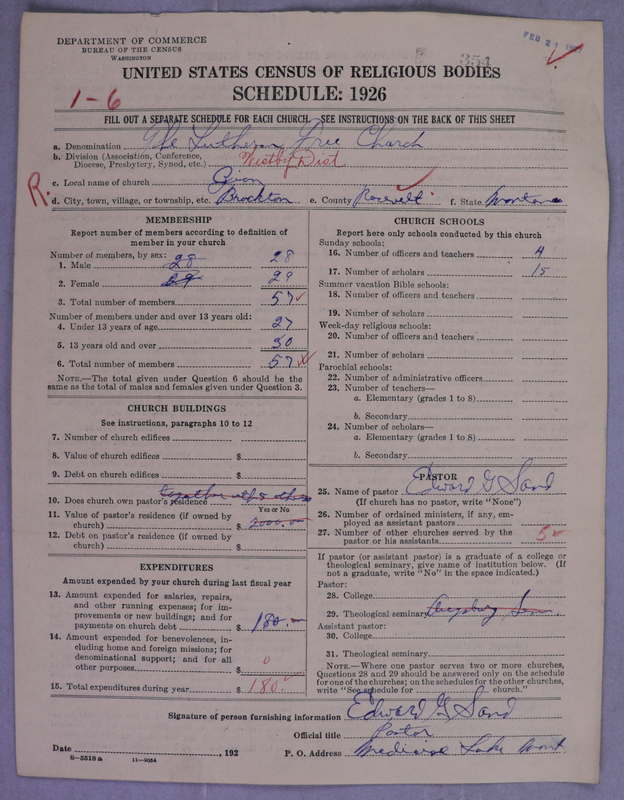 DEPARTMENT OF COMMERCE
BUREAU OF THE CENSUS
WASHINGTON
354
FEB 21
UNITED STATES CENSUS OF RELIGIOUS BODIES
1-6
SCHEDULE: 1926
FILL OUT A SEPARATE SCHEDULE FOR EACH CHURCH. SEE INSTRUCTIONS ON THE BACK OF THIS SHEET
a. Denomination The Lutheran Free Church
b. Division (Association, Conference, Diocese, Presbytery, Synod, etc.) Westby Dist
R.
c. Local name of church Zion
d. City, town, village, or township, etc. Brockton e. County Roosevelt f. State Montana
MEMBERSHIP
Report number of members according to definition of member in your church
Number of members, by sex:
1. Male 28 28
2. Female 29 29
3. Total number of members 57
Number of members under and over 13 years old:
4. Under 13 years of age 27
5. 13 years old and over 30
6. Total number of members 57
NOTE.—The total given under Question 6 should be the same as the total of males and females given under Question 3.
CHURCH BUILDINGS
See instructions, paragraphs 10 to 12
7. Number of church edifices
8. Value of church edifices $
9. Debt on church edifices $
together with 5 others
10. Does church own pastor's residence
Yes or No
11. Value of pastor's residence (if owned by church) $ 2000.00
12. Debt on pastor's residence (if owned by church) $
EXPENDITURES
Amount expended by your church during last fiscal year
13. Amount expended for salaries, repairs, and other running expenses; for improvements or new buildings; and for payments on church debt $ 180.—
14. Amount expended for benevolences, including home and foreign missions; for denominational support; and for all other purposes $ 0
15. Total expenditures during year $ 180.
CHURCH SCHOOLS
Report here only schools conducted by this church
Sunday schools:
16. Number of officers and teachers 4
17. Number of scholars 15
Summer vacation Bible schools:
18. Number of officers and teachers
19. Number of scholars
Week-day religious schools:
20. Number of officers and teachers
21. Number of scholars
Parochial schools:
22. Number of administrative officers
23. Number of teachers—
a. Elementary (grades 1 to 8)
b. Secondary
24. Number of scholars—
a. Elementary (grades 1 to 8)
b. Secondary
PASTOR
25. Name of pastor Edward G Sand
(If church has no pastor, write "None")
26. Number of ordained ministers, if any, employed as assistant pastors
27. Number of other churches served by the pastor or his assistants 5
If pastor (or assistant pastor) is a graduate of a college or theological seminary, give name of institution below. (If not a graduate, write "No" in the space indicated.)
Pastor:
28. College
29. Theological seminary Augsburg Sem.
Assistant pastor:
30. College
31. Theological seminary
NOTE.—Where one pastor serves two or more churches, Questions 28 and 29 should be answered only on the schedule for one of the churches; on the schedules for the other churches, write "See schedule for church."
Signature of person furnishing information Edward G Sand
Official title Pastor
Date , 192 P. O. Address Medicine Lake Mont
8—5518 a 11—9054